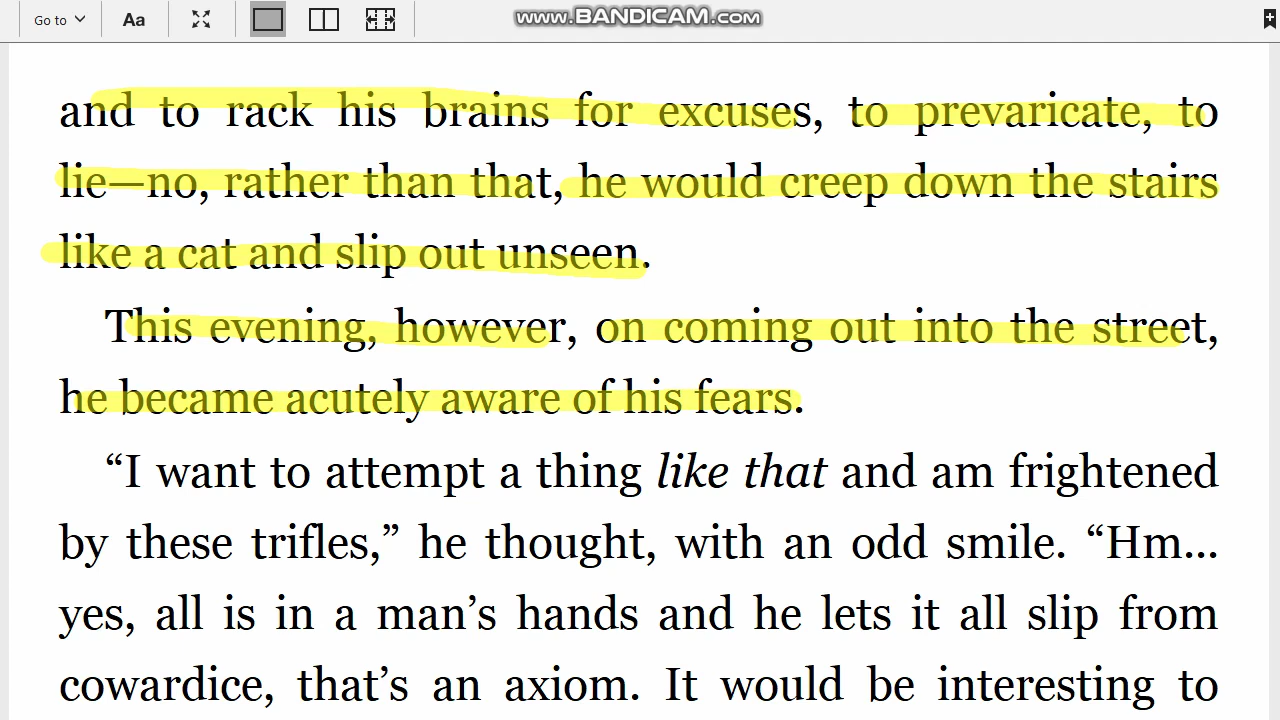 Go to
Aa
www.BANDICAM.com
and to rack his brains for excuses, to prevaricate, to
lie—no, rather than that, he would creep down the stairs
like a cat and slip out unseen.
This evening, however, on coming out into the street,
he became acutely aware of his fears.
“I want to attempt a thing like that and am frightened
by these trifles,” he thought, with an odd smile. “Hm...
yes, all is in a man’s hands and he lets it all slip from
cowardice, that’s an axiom. It would be interesting to